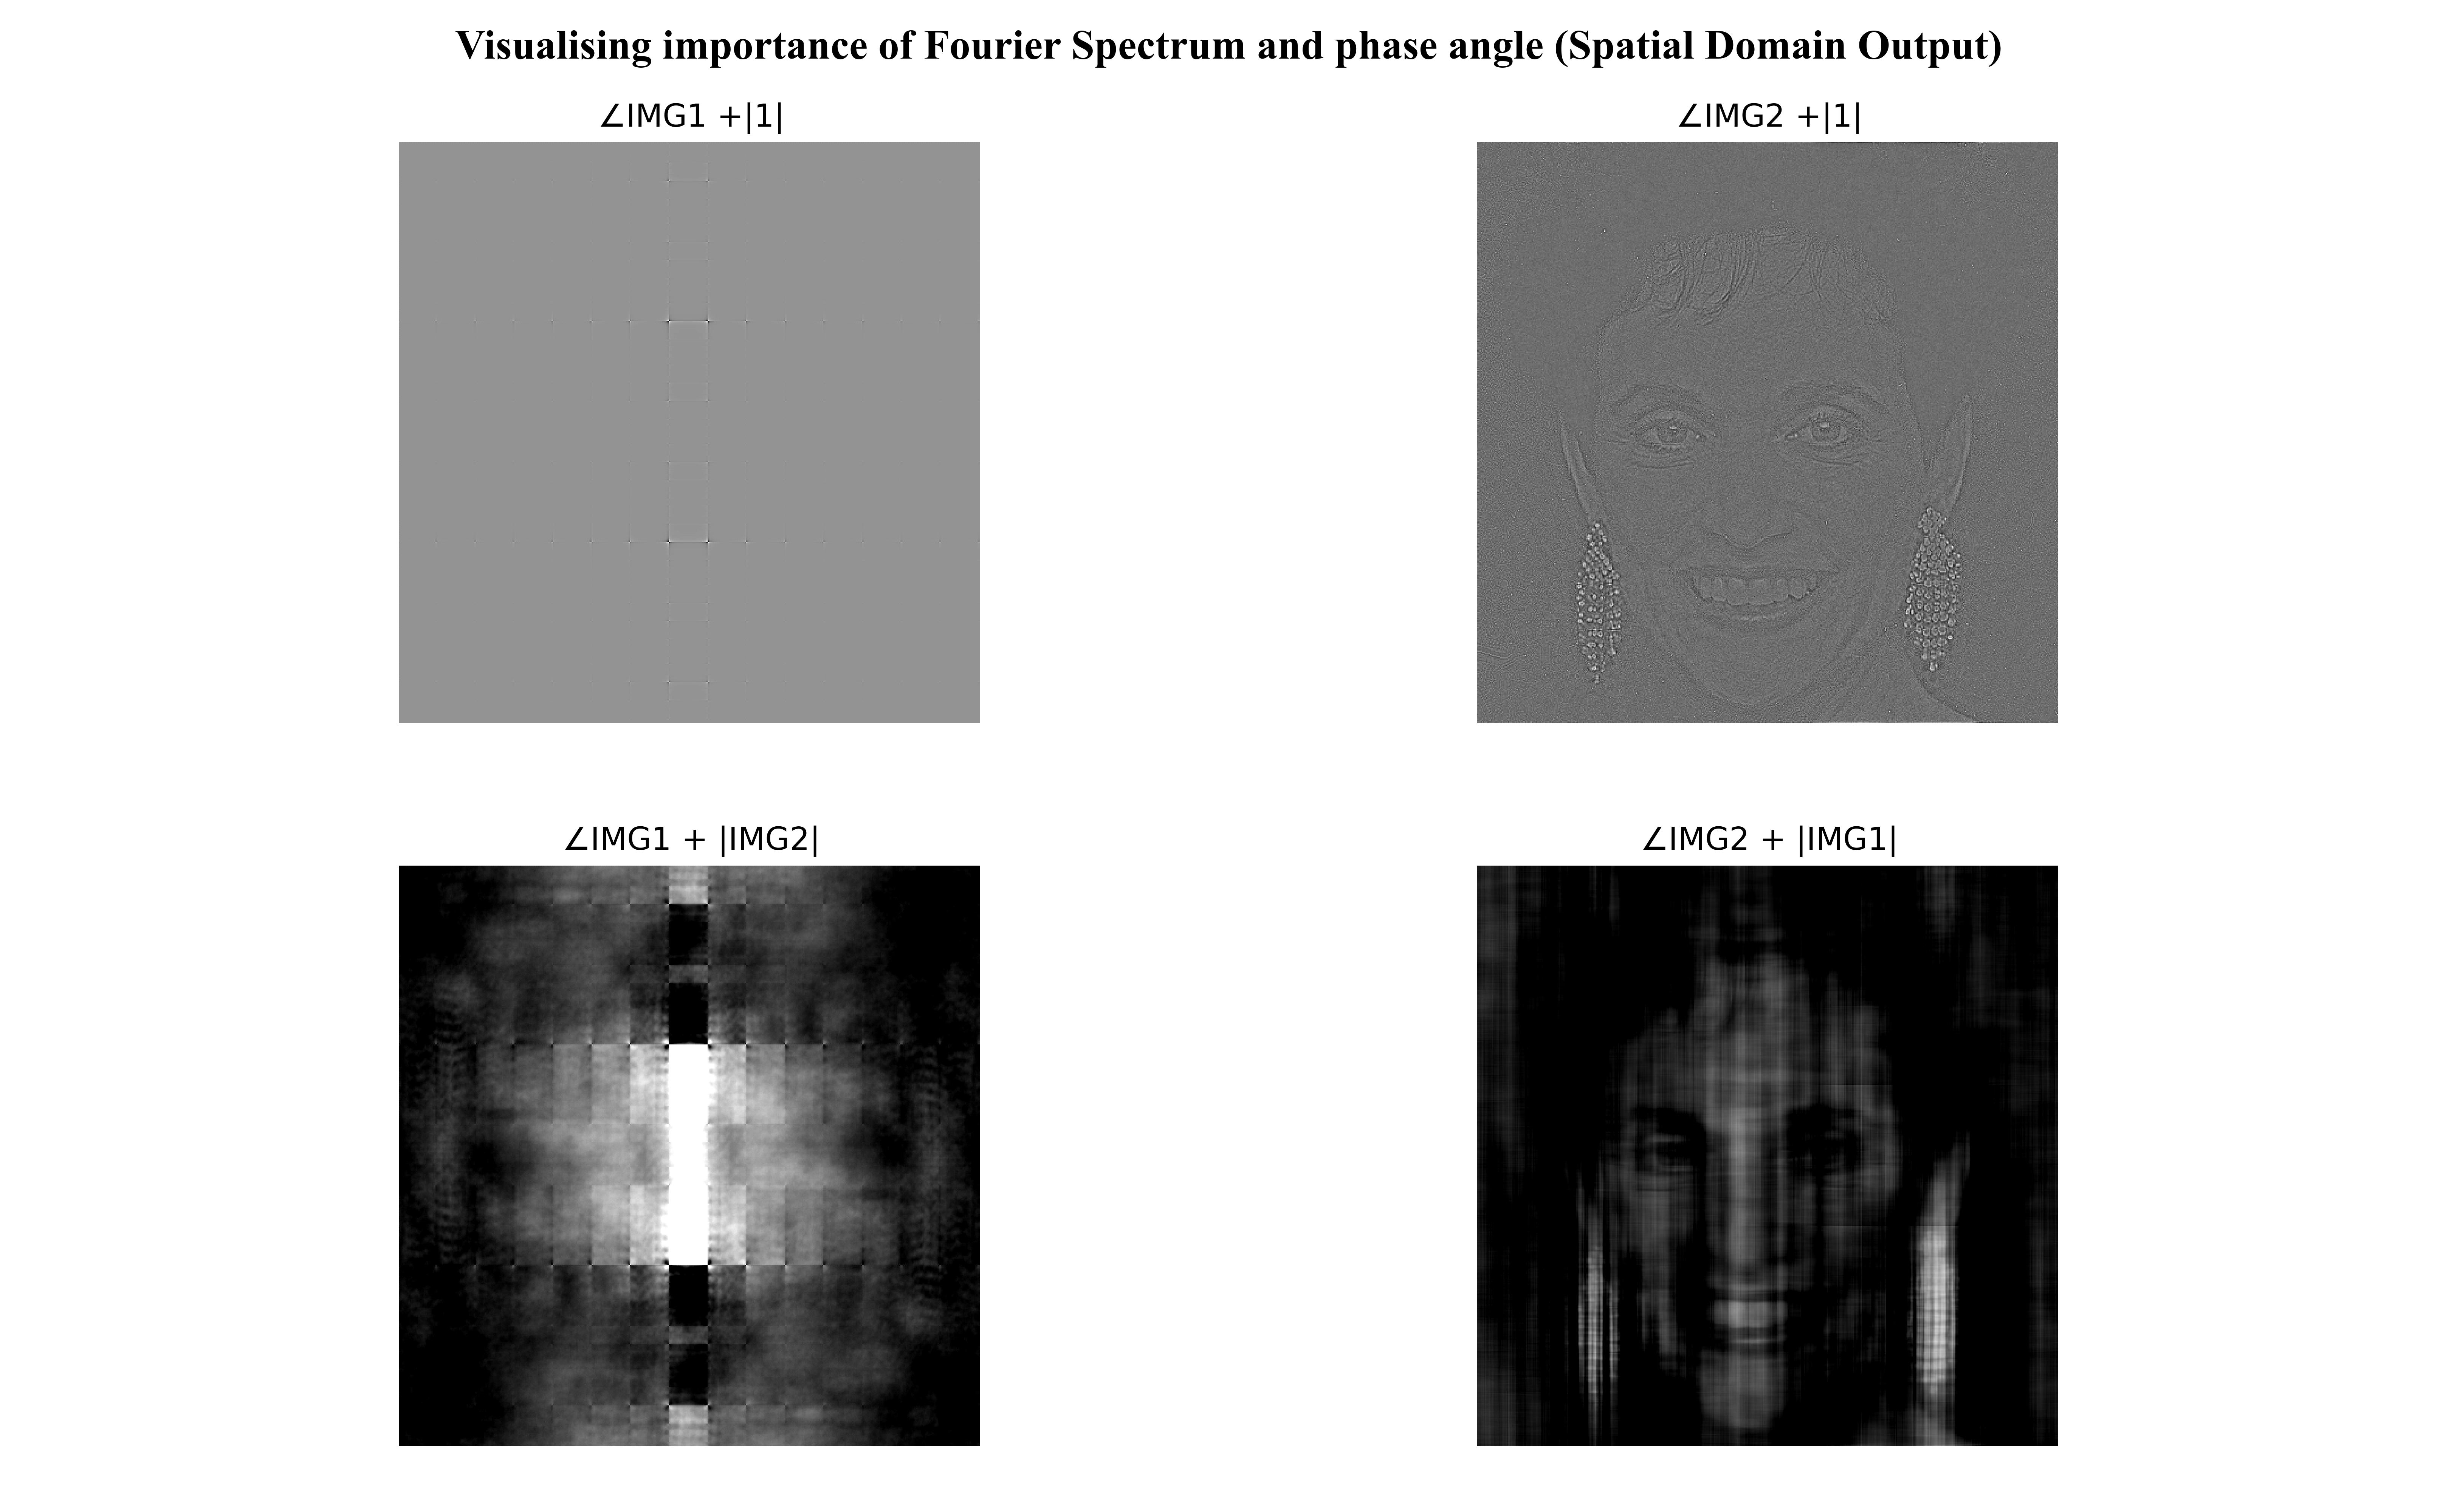 Visualising importance of Fourier Spectrum and phase angle (Spatial Domain Output)
∠IMG1 +|1|
∠IMG2 +|1|
∠IMG1 + |IMG2|
∠IMG2 + |IMG1|